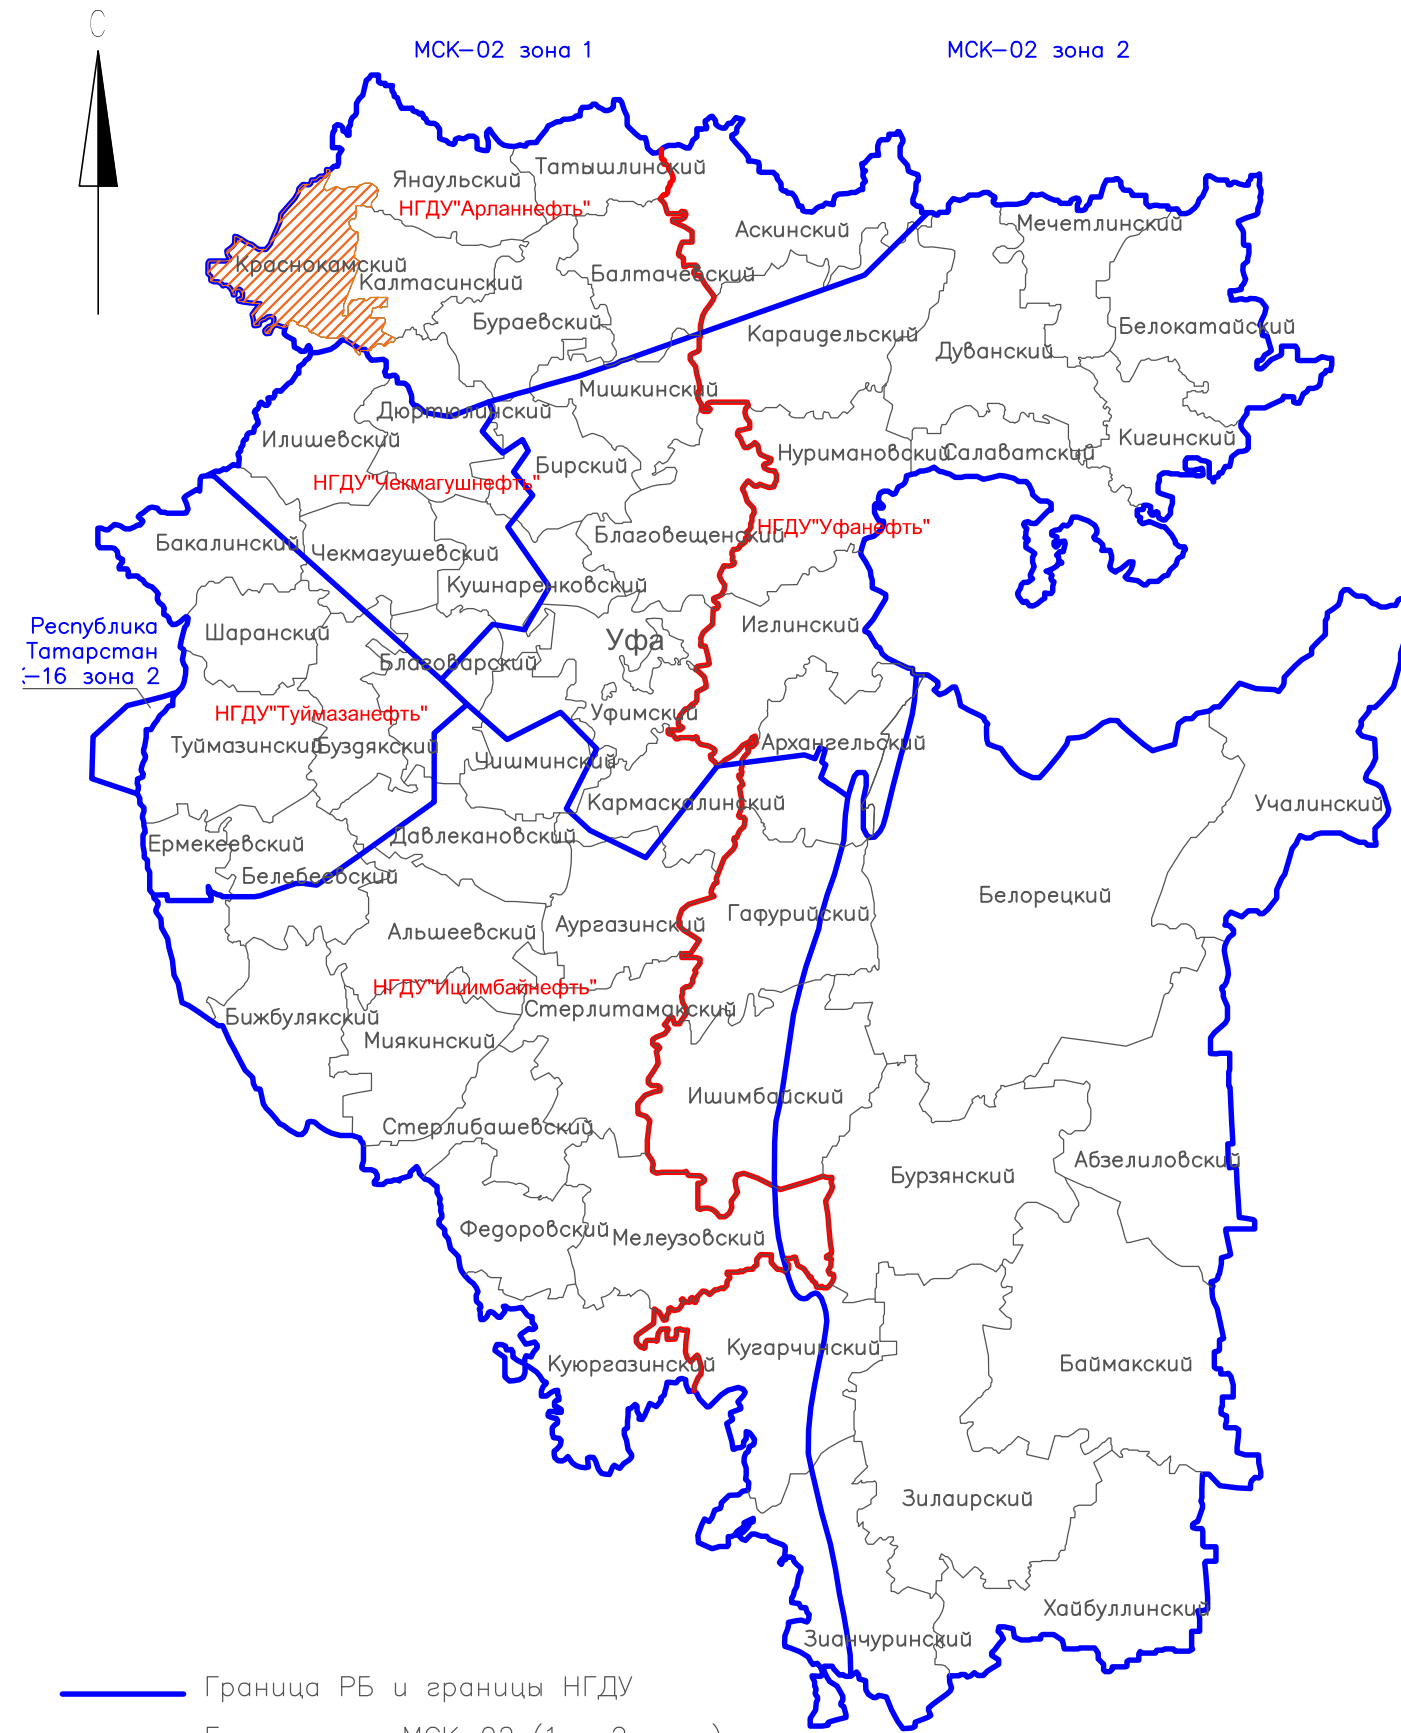 С
МСК-02 зона 1
МСК-02 зона 2
Татышлинский
Янаульский
НГДУ"Арланнефть"
Мечетлинский
Аскинский
Краснокамский
Балтачевский
Калтасинский
Бураевский
Белокатайский
Караидельский
Дуванский
Мишкинский
Дюртюлинский
Илишевский
Кигинский
Нуримановский
Салаватский
Бирский
НГДУ"Чекмагушнефть"
НГДУ"Уфанефть"
Благовещенский
Бакалинский
Чекмагушевский
Кушнаренковский
Республика
Татарстан
-16 зона 2
Шаранский
Уфа
Иглинский
Благоварский
НГДУ"Туймазанефть"
Уфимский
Туймазинский
Буздякский
Архангельский
Чишминский
Кармаскалинский
Учалинский
Давлекановский
Ермекеевский
Белебеевский
Белорецкий
Гафурийский
Аургазинский
Альшеевский
НГДУ"Ишимбайнефть"
Стерлитамакский
Бижбулякский
Миякинский
Ишимбайский
Стерлибашевский
Абзелиловский
Бурзянский
Федоровский
Мелеузовский
Кугарчинский
Куюргазинский
Баймакский
Зилаирский
Хайбуллинский
Зианчуринский
Граница РБ и границы НГДУ